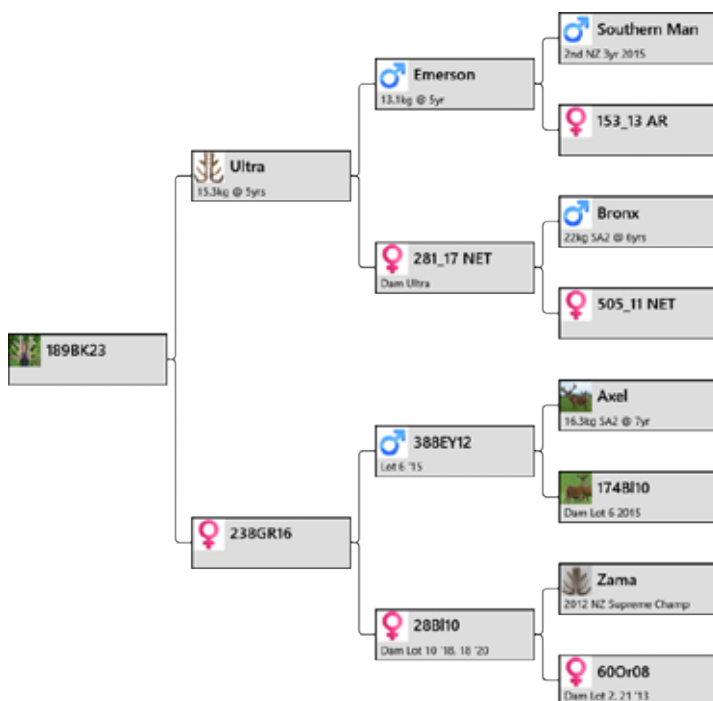 Southern Man
2nd NZ 3yr 2015
Emerson
13.1kg @ 5yr
153_13 AR
Ultra
15.3kg @ 5yrs
Bronx
22kg SA2 @ 6yrs
281_17 NET
Dam Ultra
505_11 NET
189BK23
Axel
16.3kg SA2 @ 7yr
388EY12
Lot 6 '15
174Bl10
Dam Lot 6 2015
238GR16
Zama
2012 NZ Supreme Champ
28Bl10
Dam Lot 10 '18, 18 '20
60Or08
Dam Lot 2, 21 '13